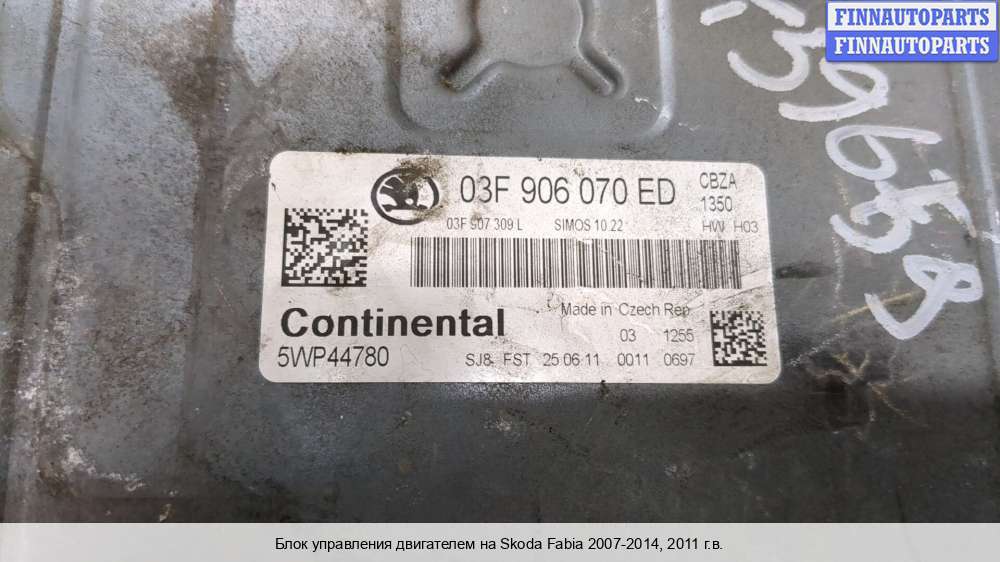 FINNAUTOPARTS
FINNAUTOPARTS
03F 906 070 ED
CBZA
1350
03F 907 309 L SIMOS 10.22
HW H03
Continental
5WP44780
Made in Czech Rep.
03 1255
SJ8 FST 25.06.11 0011 0697
Блок управления двигателем на Skoda Fabia 2007-2014, 2011 г.в.